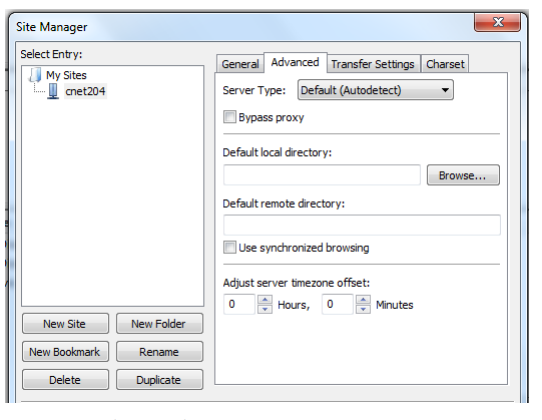 Site Manager
Select Entry:
My Sites
cnet204
New Site New Folder
New Bookmark Rename
Delete Duplicate
General Advanced Transfer Settings Charset
Server Type: Default (Autodetect)
Bypass proxy
Default local directory:
Browse...
Default remote directory:
Use synchronized browsing
Adjust server timezone offset:
0 Hours, 0 Minutes